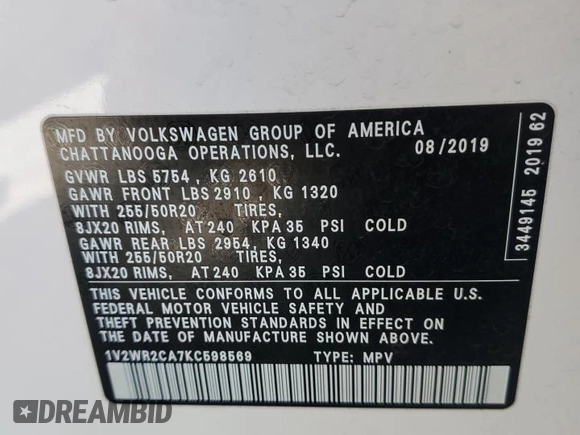 MFD BY VOLKSWAGEN GROUP OF AMERICA
CHATTANOOGA OPERATIONS, LLC. 08/2019
GVWR LBS 5754 , KG 2610
GAWR FRONT LBS 2910 , KG 1320
WITH 255/50R20 TIRES,
8JX20 RIMS, AT 240 KPA 35 PSI COLD
GAWR REAR LBS 2954, KG 1340
WITH 255/50R20 TIRES,
8JX20 RIMS, AT 240 KPA 35 PSI COLD
THIS VEHICLE CONFORMS TO ALL APPLICABLE U.S.
FEDERAL MOTOR VEHICLE SAFETY AND
THEFT PREVENTION STANDARDS IN EFFECT ON
THE DATE OF MANUFACTURE SHOWN ABOVE.
1V2WR2CA7KC598569 TYPE: MPV
3449145 2019 62
DREAMBID